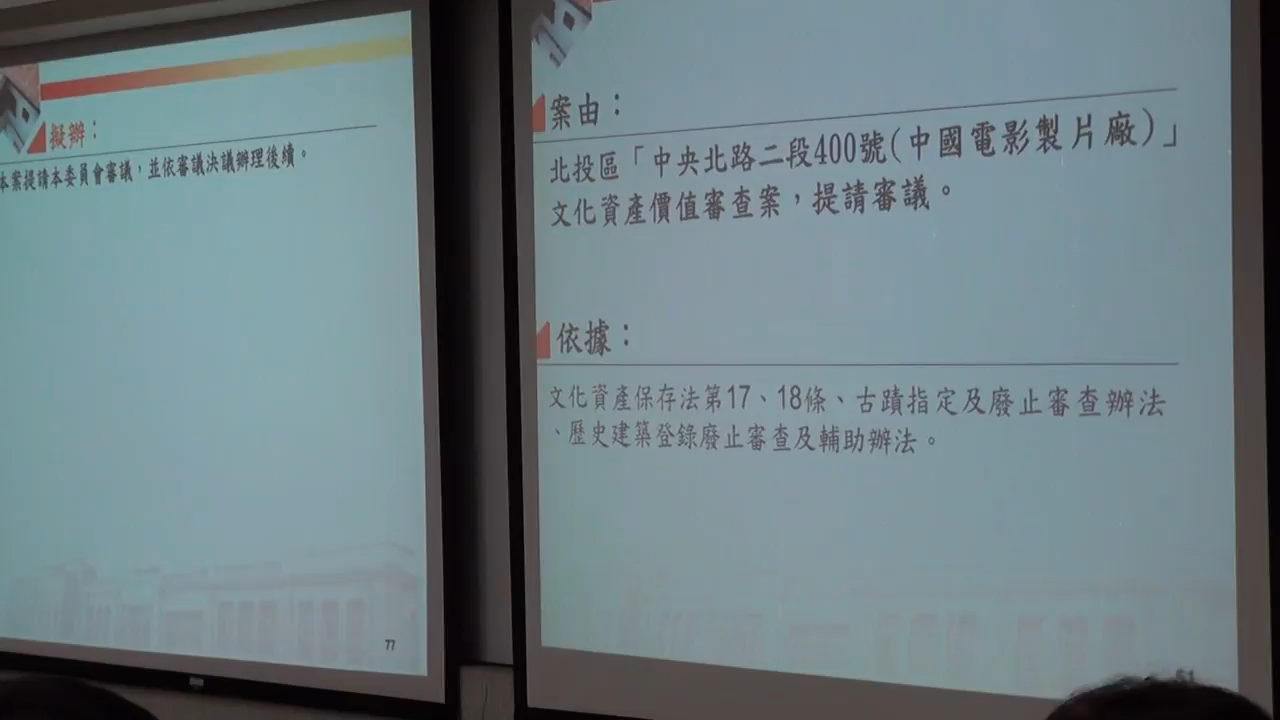 擬辦：
本案提請本委員會審議，並依審議決議辦理後續。
77
案由：
北投區「中央北路二段400號(中國電影製片廠)」
文化資產價值審查案，提請審議。
依據：
文化資產保存法第17、18條、古蹟指定及廢止審查辦法
、歷史建築登錄廢止審查及輔助辦法。